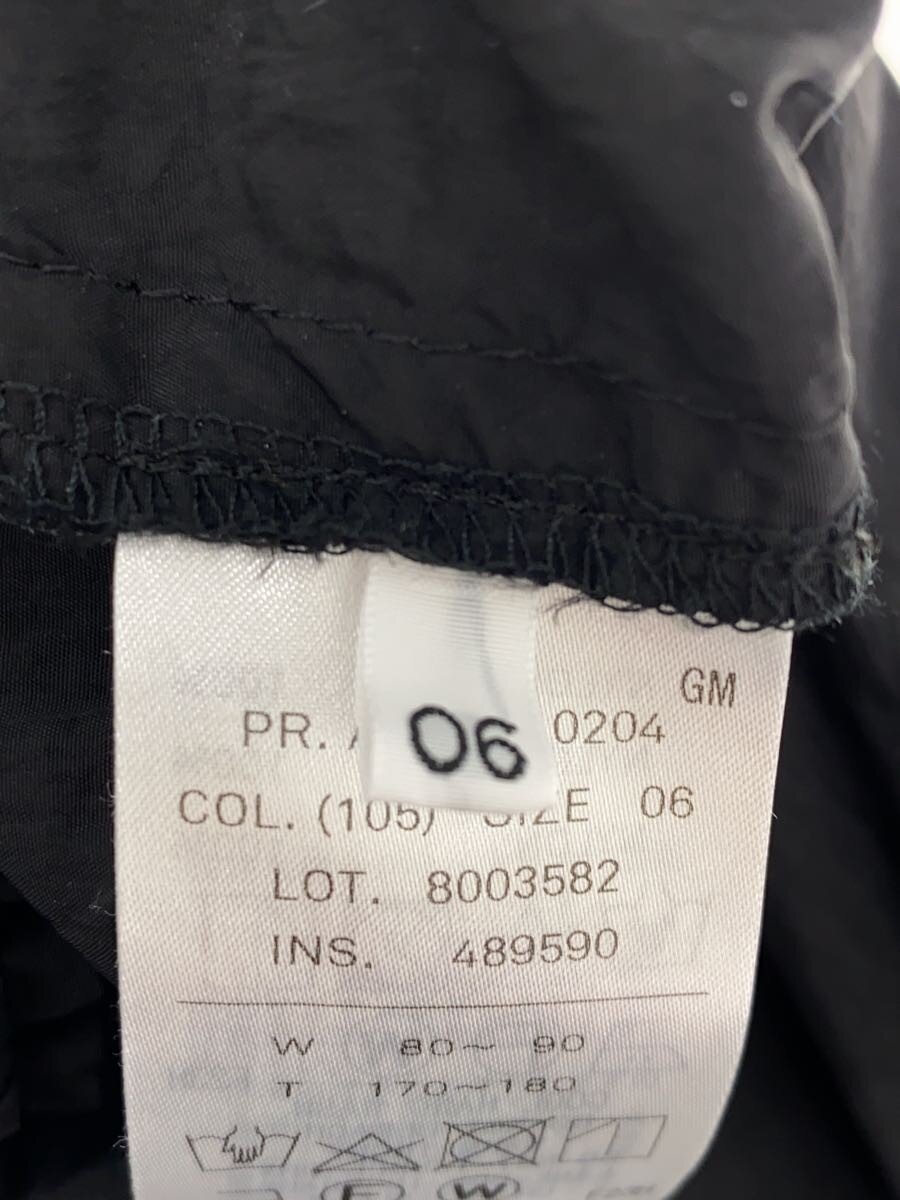 GM
PR. 0204
06
COL. (105) SIZE 06
LOT. 8003582
INS. 489590
W 80～ 90
T 170～180
F W